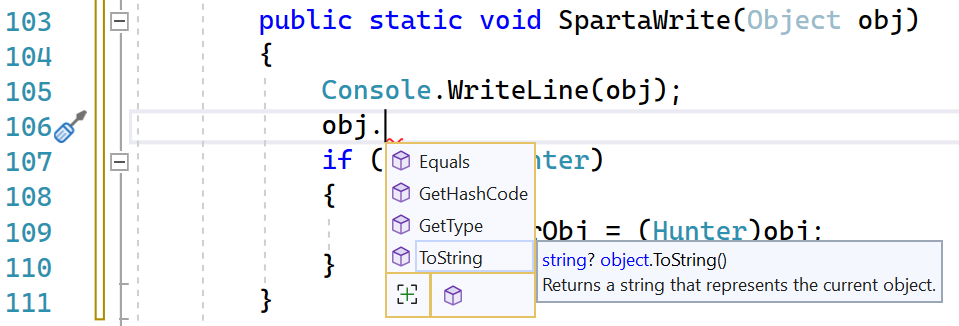 103 public static void SpartaWrite(Object obj)
104 {
105 Console.WriteLine(obj);
106 obj.
107 if ( nter)
108 {
109 rObj = (Hunter)obj;
110 }
111 }
Equals
GetHashCode
GetType
ToString
string? object.ToString()
Returns a string that represents the current object.